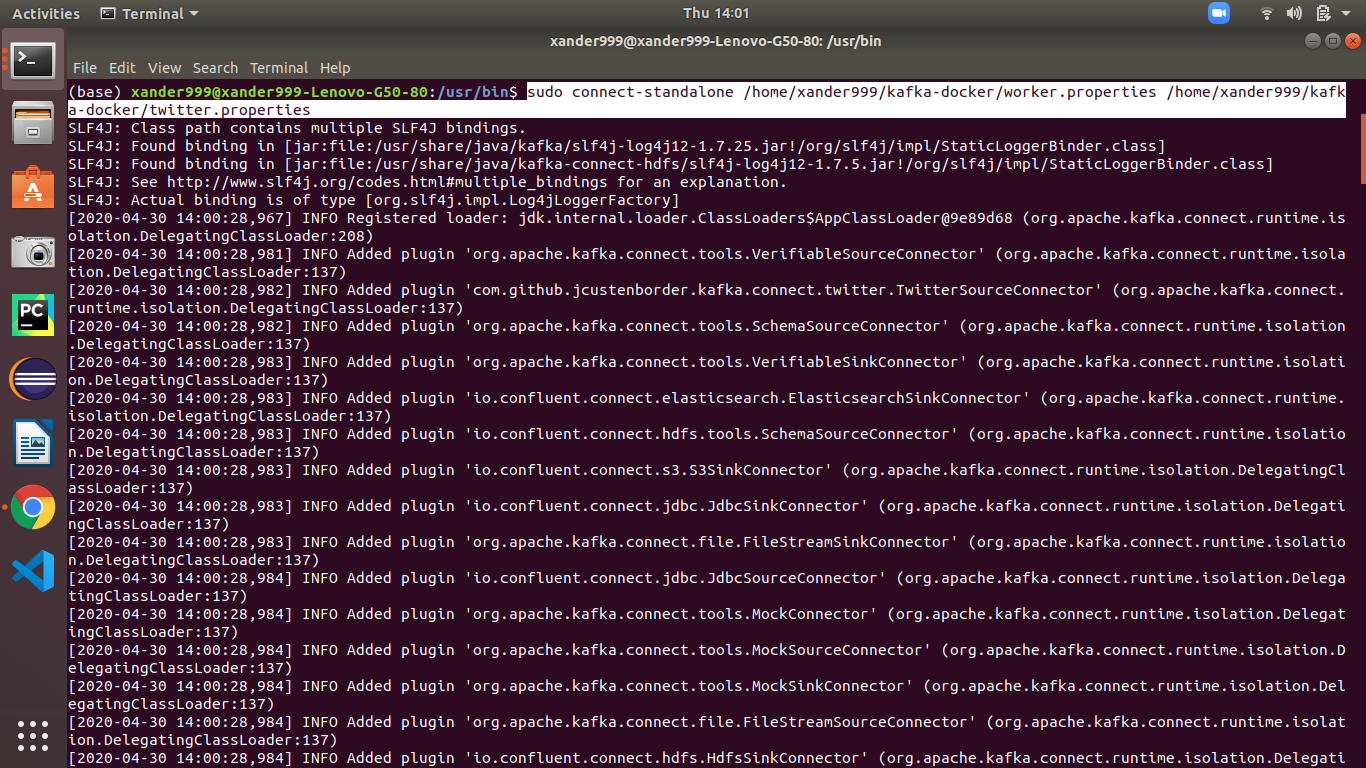 Activities
Terminal
Thu 14:01
xander999@xander999-Lenovo-G50-80: /usr/bin
File Edit View Search Terminal Help
(base) xander999@xander999-Lenovo-G50-80:/usr/bin$ sudo connect-standalone /home/xander999/kafka-docker/worker.properties /home/xander999/kafk
a-docker/twitter.properties
SLF4J: Class path contains multiple SLF4J bindings.
SLF4J: Found binding in [jar:file:/usr/share/java/kafka/slf4j-log4j12-1.7.25.jar!/org/slf4j/impl/StaticLoggerBinder.class]
SLF4J: Found binding in [jar:file:/usr/share/java/kafka-connect-hdfs/slf4j-log4j12-1.7.5.jar!/org/slf4j/impl/StaticLoggerBinder.class]
SLF4J: See http://www.slf4j.org/codes.html#multiple_bindings for an explanation.
SLF4J: Actual binding is of type [org.slf4j.impl.Log4jLoggerFactory]
[2020-04-30 14:00:28,967] INFO Registered loader: jdk.internal.loader.ClassLoaders$AppClassLoader@9e89d68 (org.apache.kafka.connect.runtime.is
olation.DelegatingClassLoader:208)
[2020-04-30 14:00:28,981] INFO Added plugin 'org.apache.kafka.connect.tools.VerifiableSourceConnector' (org.apache.kafka.connect.runtime.isola
tion.DelegatingClassLoader:137)
[2020-04-30 14:00:28,982] INFO Added plugin 'com.github.jcustenborder.kafka.connect.twitter.TwitterSourceConnector' (org.apache.kafka.connect.
runtime.isolation.DelegatingClassLoader:137)
[2020-04-30 14:00:28,982] INFO Added plugin 'org.apache.kafka.connect.tools.SchemaSourceConnector' (org.apache.kafka.connect.runtime.isolation
.DelegatingClassLoader:137)
[2020-04-30 14:00:28,983] INFO Added plugin 'org.apache.kafka.connect.tools.VerifiableSinkConnector' (org.apache.kafka.connect.runtime.isolati
on.DelegatingClassLoader:137)
[2020-04-30 14:00:28,983] INFO Added plugin 'io.confluent.connect.elasticsearch.ElasticsearchSinkConnector' (org.apache.kafka.connect.runtime.
isolation.DelegatingClassLoader:137)
[2020-04-30 14:00:28,983] INFO Added plugin 'io.confluent.connect.hdfs.tools.SchemaSourceConnector' (org.apache.kafka.connect.runtime.isolatio
n.DelegatingClassLoader:137)
[2020-04-30 14:00:28,983] INFO Added plugin 'io.confluent.connect.s3.S3SinkConnector' (org.apache.kafka.connect.runtime.isolation.DelegatingCl
assLoader:137)
[2020-04-30 14:00:28,983] INFO Added plugin 'io.confluent.connect.jdbc.JdbcSinkConnector' (org.apache.kafka.connect.runtime.isolation.Delegati
ngClassLoader:137)
[2020-04-30 14:00:28,983] INFO Added plugin 'org.apache.kafka.connect.file.FileStreamSinkConnector' (org.apache.kafka.connect.runtime.isolatio
n.DelegatingClassLoader:137)
[2020-04-30 14:00:28,984] INFO Added plugin 'io.confluent.connect.jdbc.JdbcSourceConnector' (org.apache.kafka.connect.runtime.isolation.Delega
tingClassLoader:137)
[2020-04-30 14:00:28,984] INFO Added plugin 'org.apache.kafka.connect.tools.MockConnector' (org.apache.kafka.connect.runtime.isolation.Delegat
ingClassLoader:137)
[2020-04-30 14:00:28,984] INFO Added plugin 'org.apache.kafka.connect.tools.MockSourceConnector' (org.apache.kafka.connect.runtime.isolation.D
elegatingClassLoader:137)
[2020-04-30 14:00:28,984] INFO Added plugin 'org.apache.kafka.connect.tools.MockSinkConnector' (org.apache.kafka.connect.runtime.isolation.Del
egatingClassLoader:137)
[2020-04-30 14:00:28,984] INFO Added plugin 'org.apache.kafka.connect.file.FileStreamSourceConnector' (org.apache.kafka.connect.runtime.isolat
ion.DelegatingClassLoader:137)
[2020-04-30 14:00:28,984] INFO Added plugin 'io.confluent.connect.hdfs.HdfsSinkConnector' (org.apache.kafka.connect.runtime.isolation.Delegati
PC